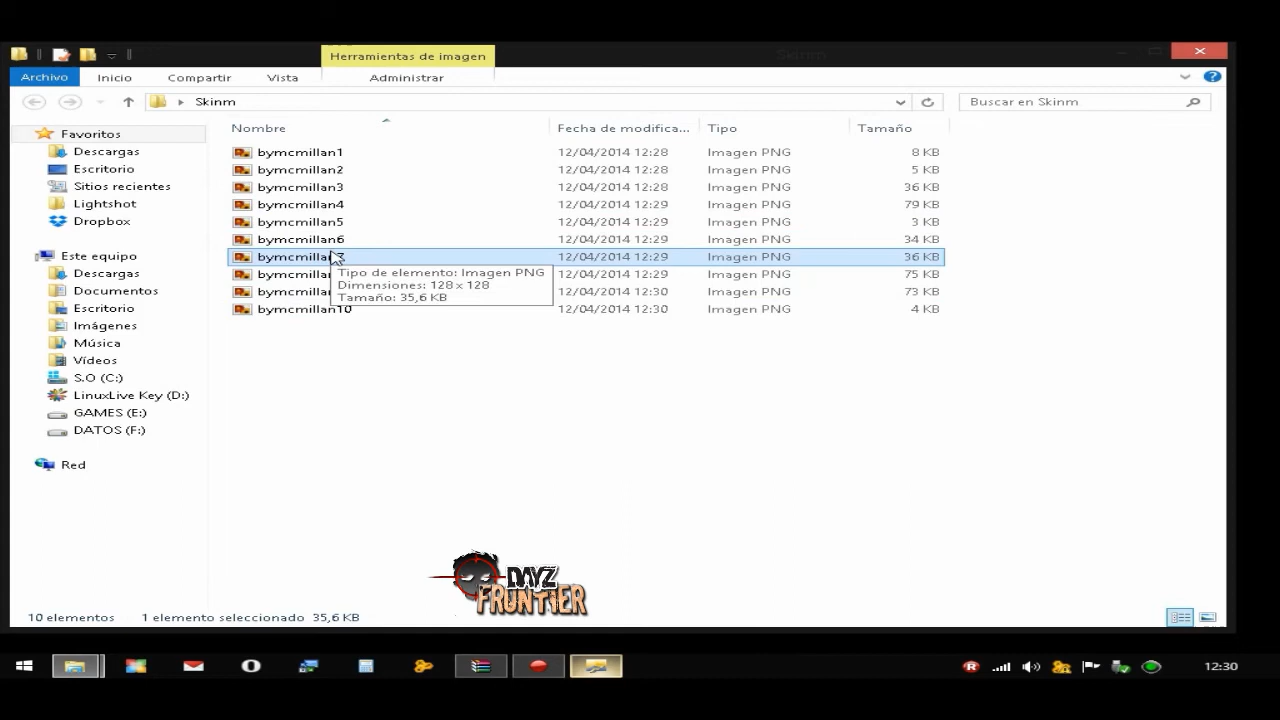 Herramientas de imagen
Archivo Inicio Compartir Vista Administrar
Skinm Buscar en Skinm
Nombre Fecha de modifica... Tipo Tamaño
Favoritos
Descargas
Escritorio
Sitios recientes
Lightshot
Dropbox
Este equipo
Descargas
Documentos
Escritorio
Imágenes
Música
Vídeos
S.O (C:)
LinuxLive Key (D:)
GAMES (E:)
DATOS (F:)
Red
bymcmillan1 12/04/2014 12:28 Imagen PNG 8 KB
bymcmillan2 12/04/2014 12:28 Imagen PNG 5 KB
bymcmillan3 12/04/2014 12:28 Imagen PNG 36 KB
bymcmillan4 12/04/2014 12:29 Imagen PNG 79 KB
bymcmillan5 12/04/2014 12:29 Imagen PNG 3 KB
bymcmillan6 12/04/2014 12:29 Imagen PNG 34 KB
bymcmillan7 12/04/2014 12:29 Imagen PNG 36 KB
bymcmillan 12/04/2014 12:29 Imagen PNG 75 KB
bymcmillan 12/04/2014 12:30 Imagen PNG 73 KB
bymcmillan10 12/04/2014 12:30 Imagen PNG 4 KB
Tipo de elemento: Imagen PNG
Dimensiones: 128 x 128
Tamaño: 35,6 KB
DAYZ
FRUNTIER
10 elementos 1 elemento seleccionado 35,6 KB
12:30